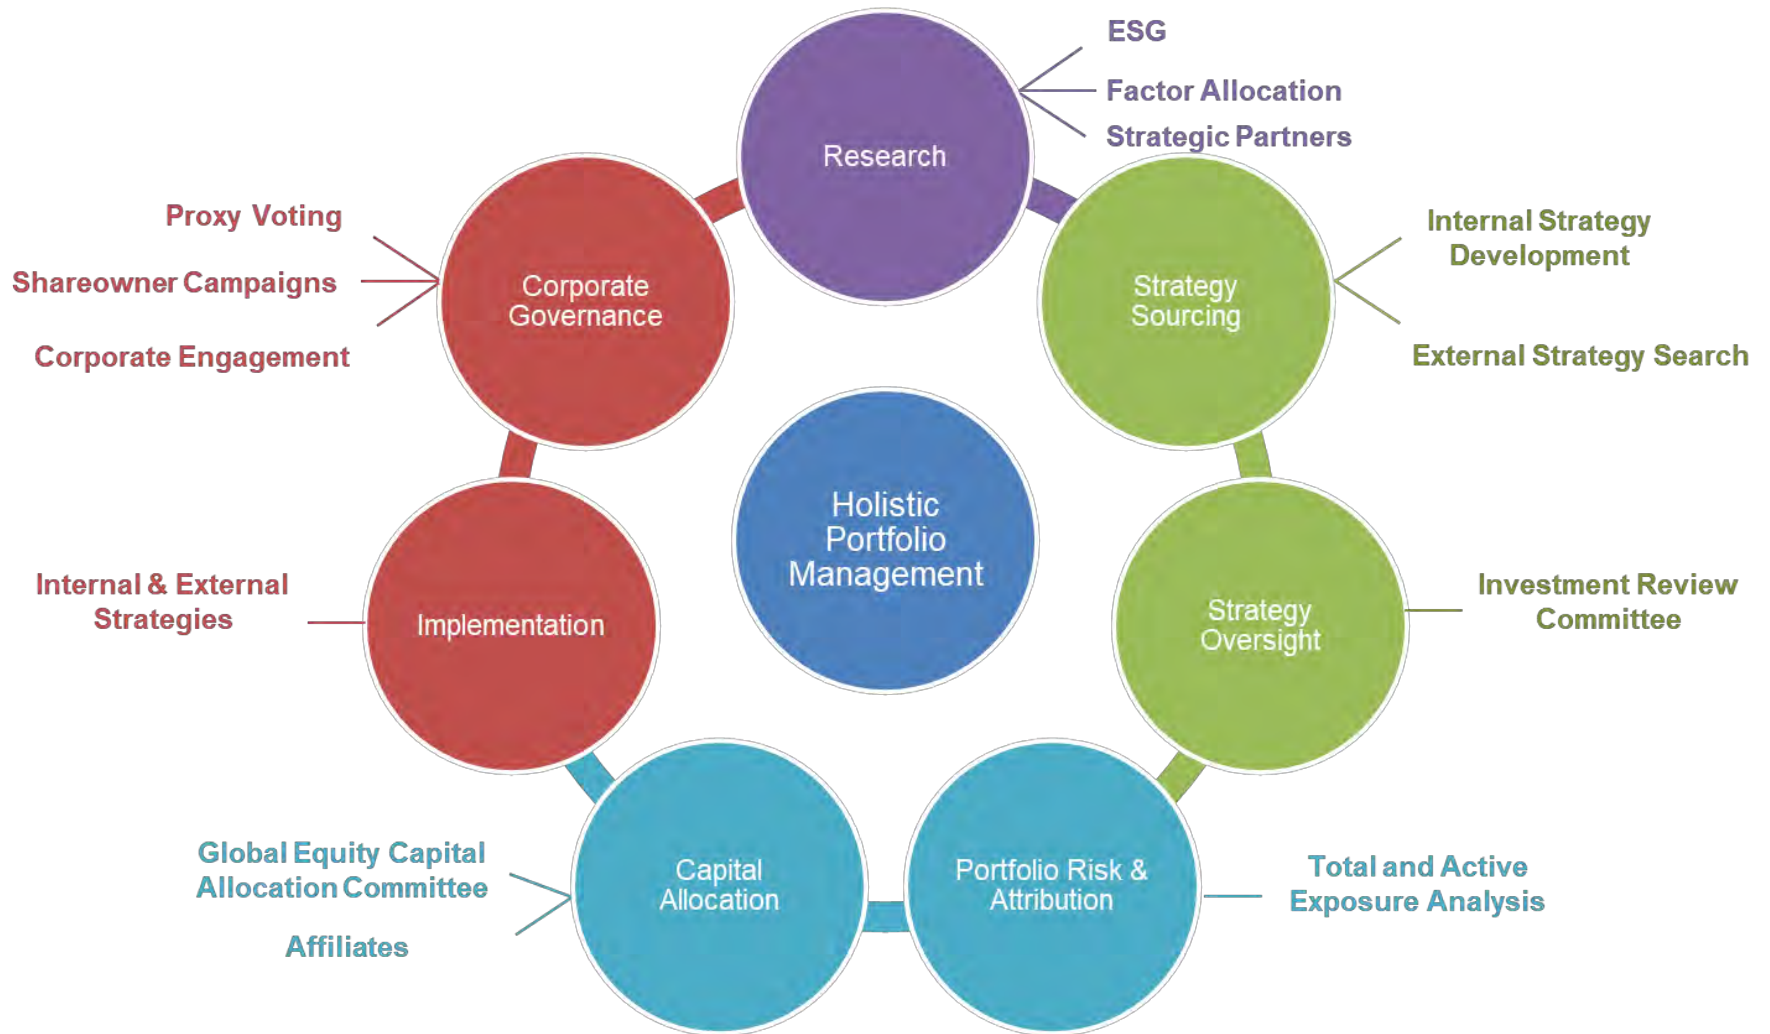 ESG
Factor Allocation
Strategic Partners
Research
Proxy Voting
Shareowner Campaigns
Corporate Engagement
Corporate
Governance
Strategy
Sourcing
Internal Strategy
Development
External Strategy Search
Holistic
Portfolio
Management
Internal & External
Strategies
Implementation
Strategy
Oversight
Investment Review
Committee
Global Equity Capital
Allocation Committee
Affiliates
Capital
Allocation
Portfolio Risk &
Attribution
Total and Active
Exposure Analysis